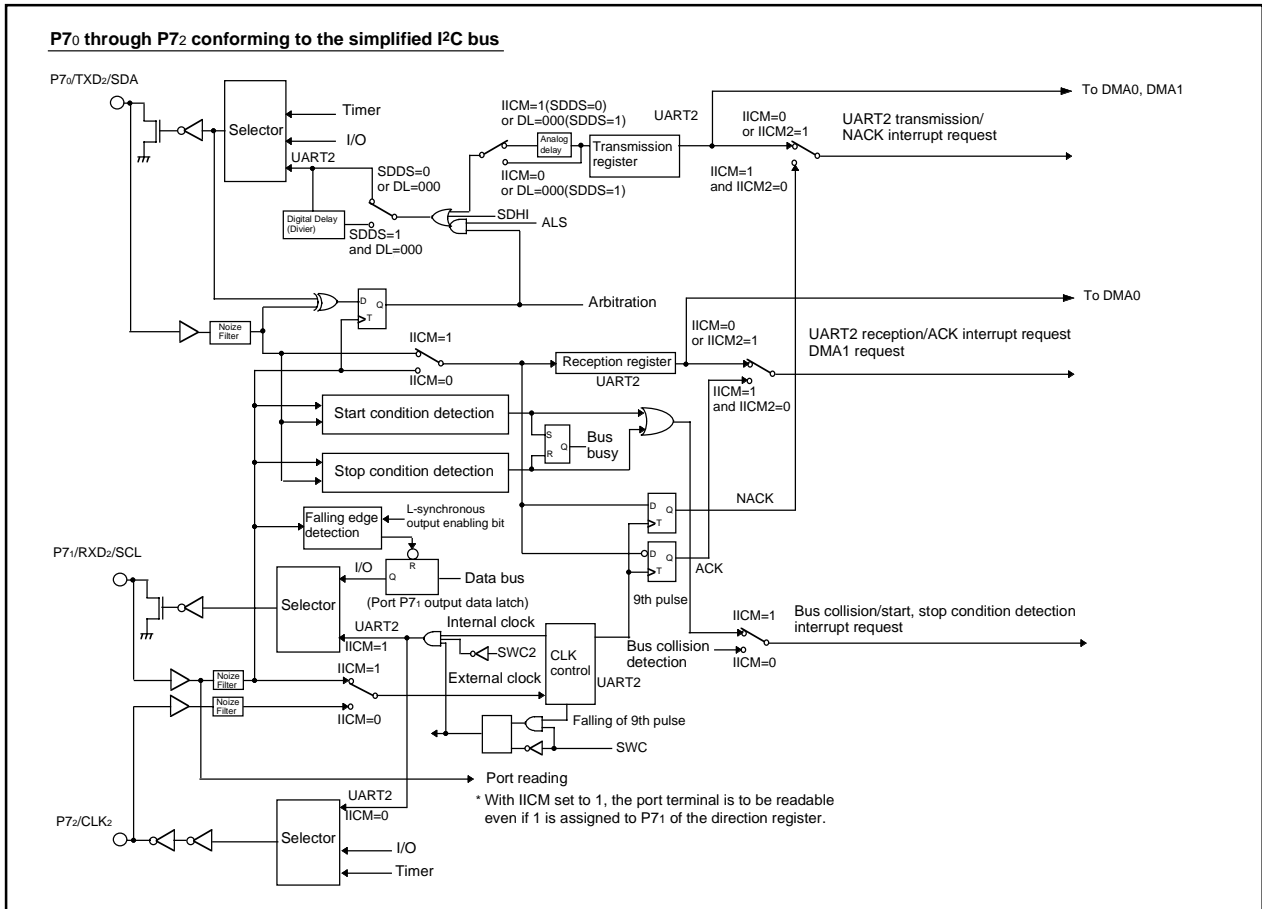 P70 through P72 conforming to the simplified I2C bus
P70/TXD2/SDA
Selector
Timer
I/O
UART2
SDDS=0
or DL=000
Digital Delay
(Divier)
SDDS=1
and DL=000
IICM=1(SDDS=0)
or DL=000(SDDS=1)
Analog
delay
IICM=0
or DL=000(SDDS=1)
SDHI
ALS
UART2
Transmission
register
To DMA0, DMA1
IICM=0
or IICM2=1
UART2 transmission/
NACK interrupt request
IICM=1
and IICM2=0
D
Q
T
Arbitration
Noize
Filter
To DMA0
IICM=1
IICM=0
Reception register
UART2
IICM=0
or IICM2=1
UART2 reception/ACK interrupt request
DMA1 request
IICM=1
and IICM2=0
Start condition detection
Stop condition detection
S
Q
R
Bus
busy
Falling edge
detection
L-synchronous
output enabling bit
D
Q
T
NACK
D
Q
T
ACK
9th pulse
P71/RXD2/SCL
Selector
I/O
R
Q
Data bus
(Port P71 output data latch)
UART2
IICM=1
Internal clock
SWC2
External clock
CLK
control
UART2
Bus collision
detection
IICM=1
IICM=0
Bus collision/start, stop condition detection
interrupt request
Noize
Filter
IICM=1
Noize
Filter
IICM=0
Falling of 9th pulse
SWC
Port reading
* With IICM set to 1, the port terminal is to be readable
even if 1 is assigned to P71 of the direction register.
P72/CLK2
Selector
UART2
IICM=0
I/O
Timer